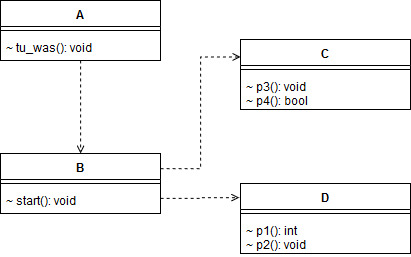 A
~ tu_was(): void
C
~ p3(): void
~ p4(): bool
B
~ start(): void
D
~ p1(): int
~ p2(): void